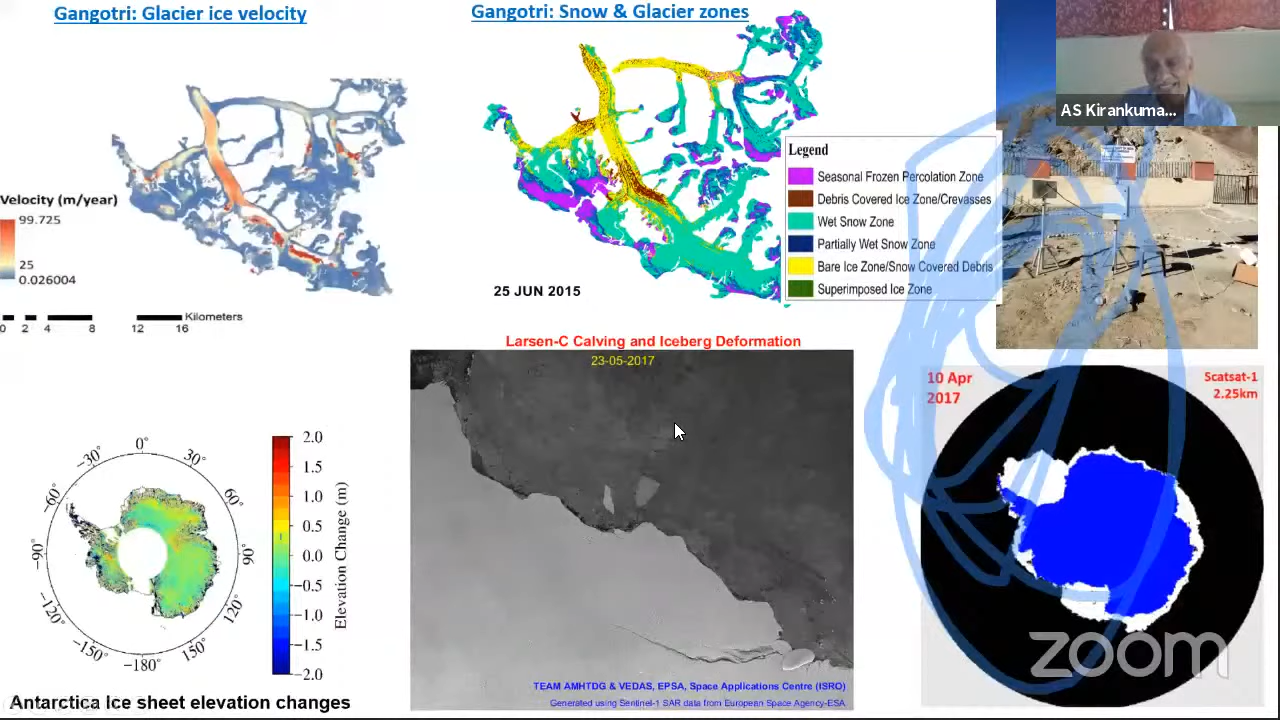 Gangotri: Glacier ice velocity
Velocity (m/year)
99.725
25
0.026004
Kilometers
0 2 4 8 12 16
Gangotri: Snow & Glacier zones
25 JUN 2015
Legend
Seasonal Frozen Percolation Zone
Debris Covered Ice Zone/Crevasses
Wet Snow Zone
Partially Wet Snow Zone
Bare Ice Zone/Snow Covered Debris
Superimposed Ice Zone
AS Kirankuma...
Larsen-C Calving and Iceberg Deformation
23-05-2017
TEAM AMHTDG & VEDAS, EPSA, Space Applications Centre (ISRO)
Generated using Sentinel-1 SAR data from European Space Agency-ESA
0°
30°
60°
90°
120°
150°
-180°
-150°
-120°
-90°
-60°
-30°
2.0
1.5
1.0
0.5
0.0
−0.5
−1.0
−1.5
−2.0
Elevation Change (m)
Antarctica Ice sheet elevation changes
10 Apr
2017
Scatsat-1
2.25km
zoom